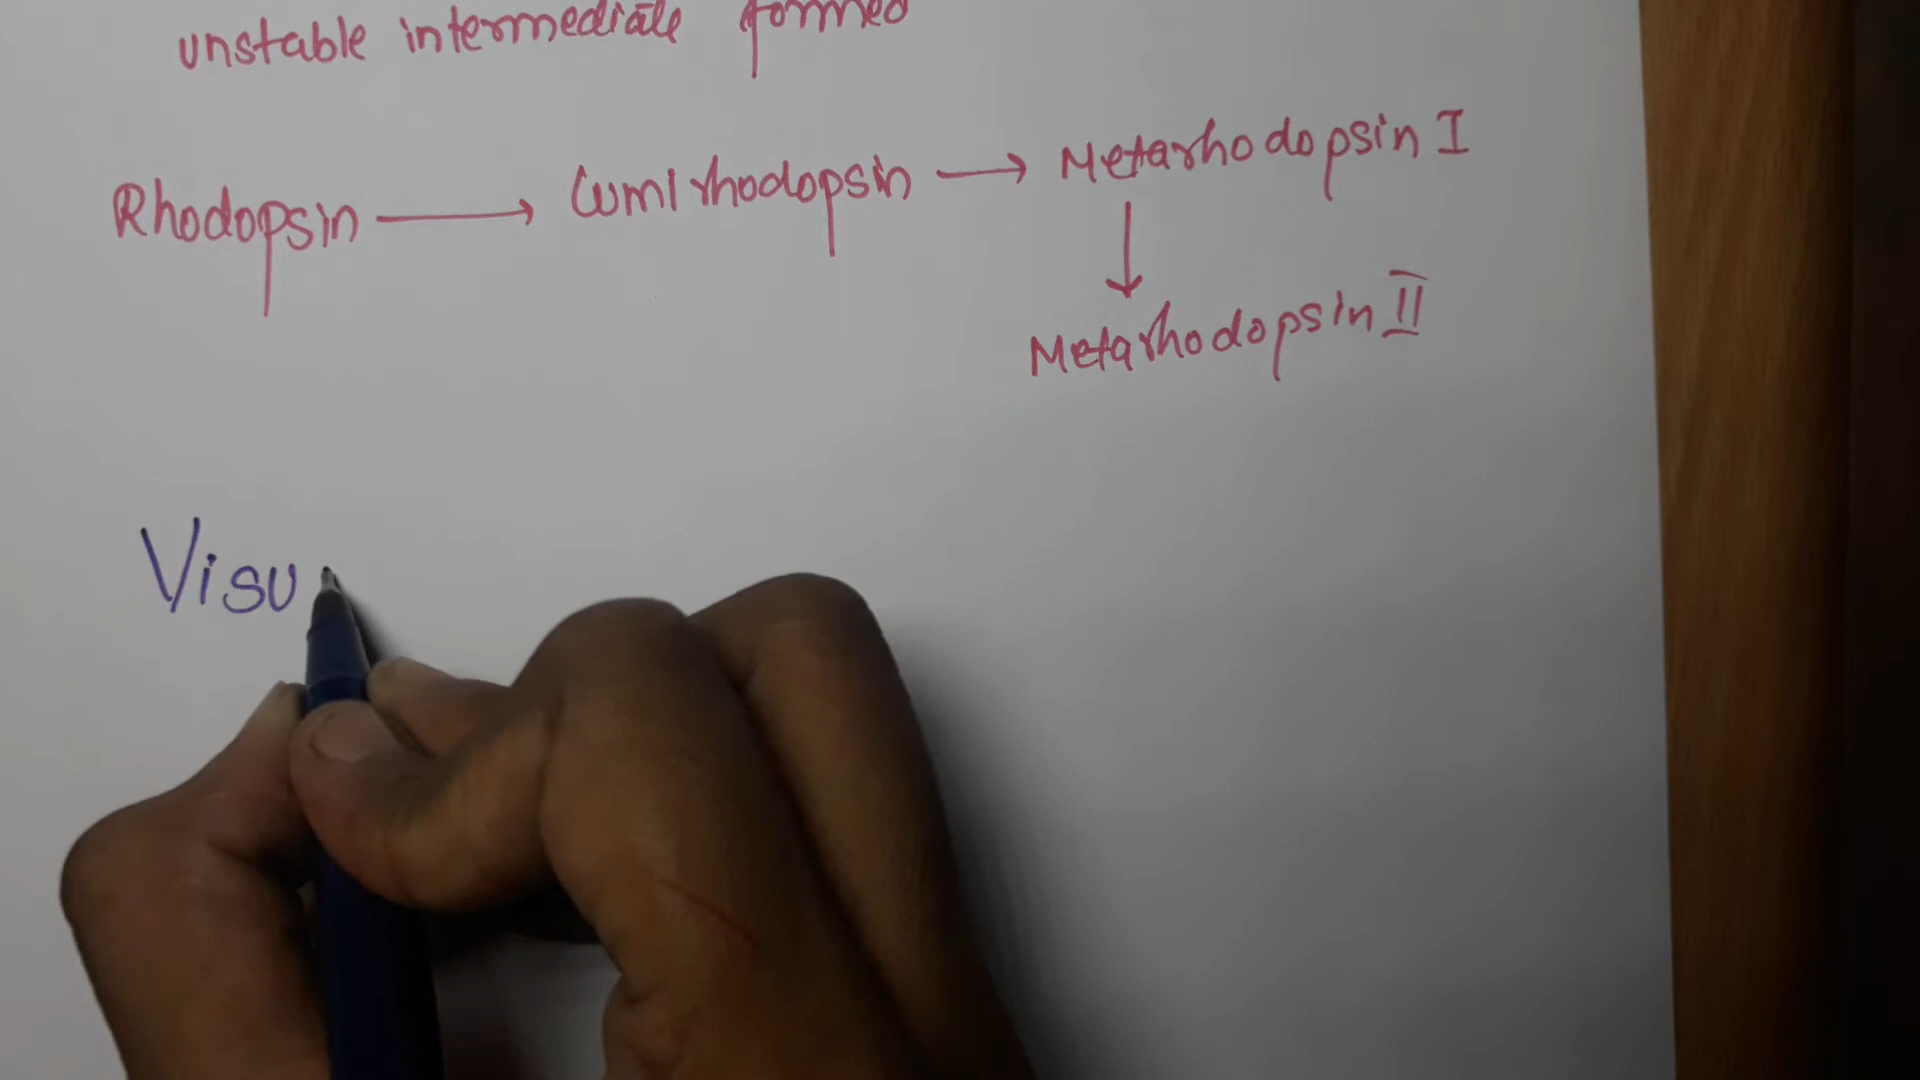 unstable intermediate formed
Rhodopsin → Lumirhodopsin → Metarhodopsin I
↓
Metarhodopsin II
Visu